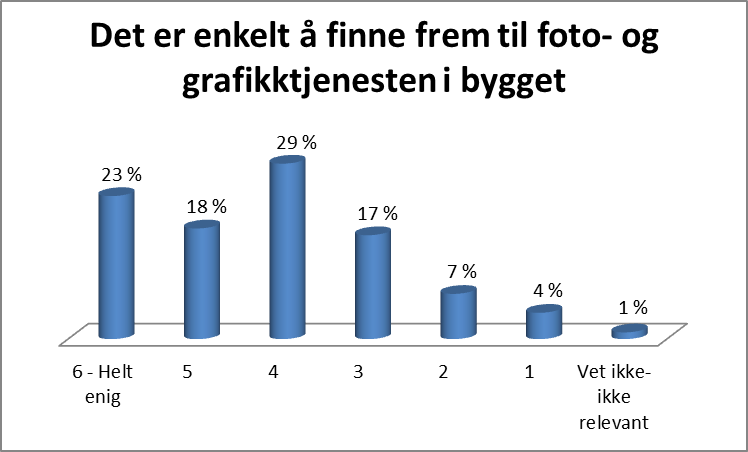 Det er enkelt å finne frem til foto- og
grafikktjenesten i bygget
23 %
18 %
29 %
17 %
7 %
4 %
1 %
6 - Helt
enig
5
4
3
2
1
Vet ikke-
ikke
relevant